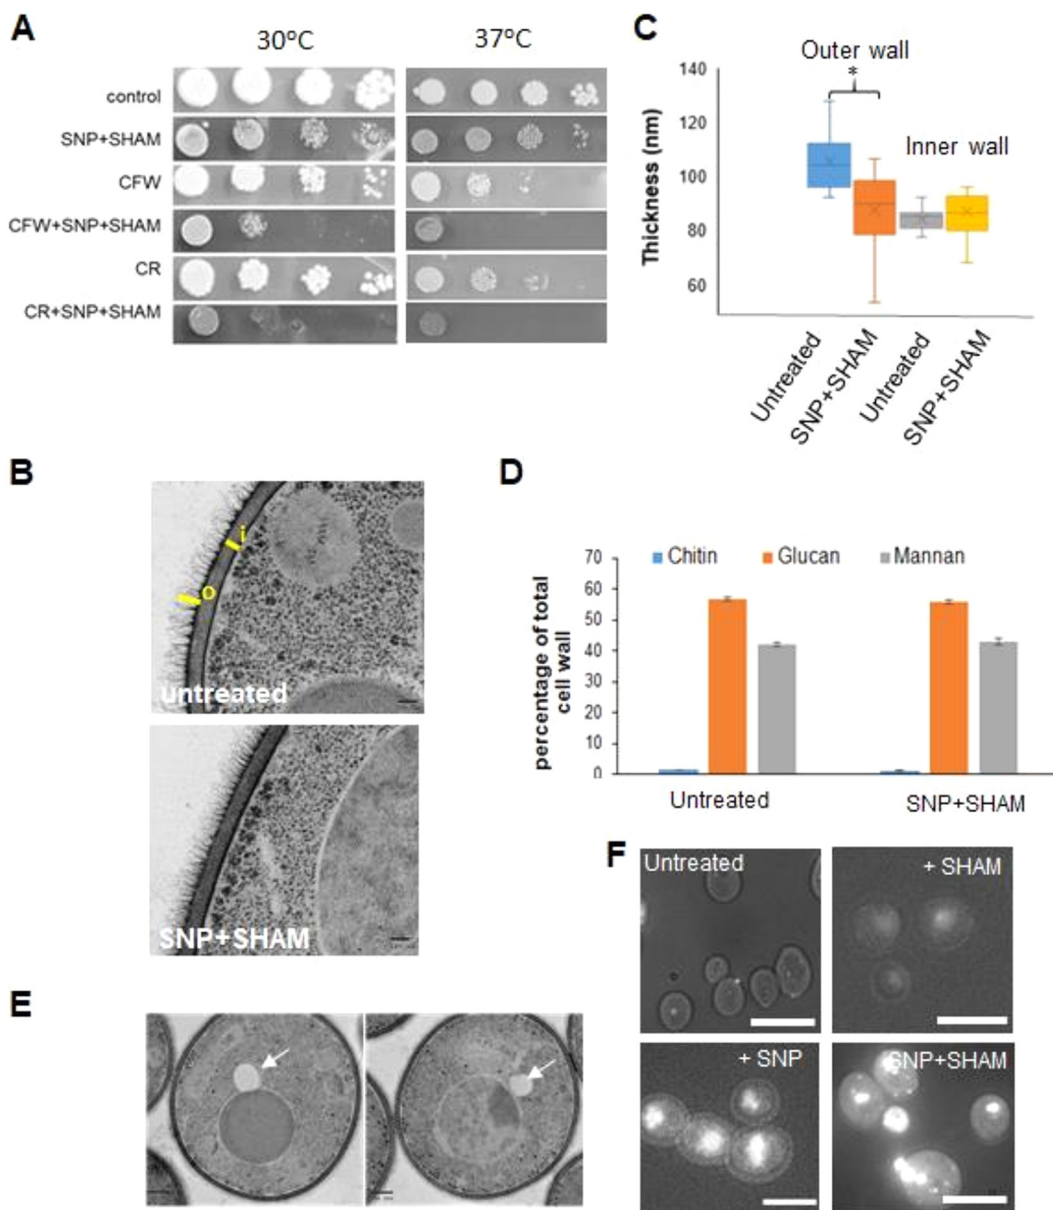 A
30°C
37°C
control
SNP+SHAM
CFW
CFW+SNP+SHAM
CR
CR+SNP+SHAM
C
Outer wall
*
Inner wall
Thickness (nm)
140
120
100
80
60
Untreated
SNP+SHAM
Untreated
SNP+SHAM
B
i
o
untreated
SNP+SHAM
D
Chitin
Glucan
Mannan
percentage of total
cell wall
70
60
50
40
30
20
10
0
Untreated
SNP+SHAM
E
F
Untreated
+ SHAM
+ SNP
SNP+SHAM